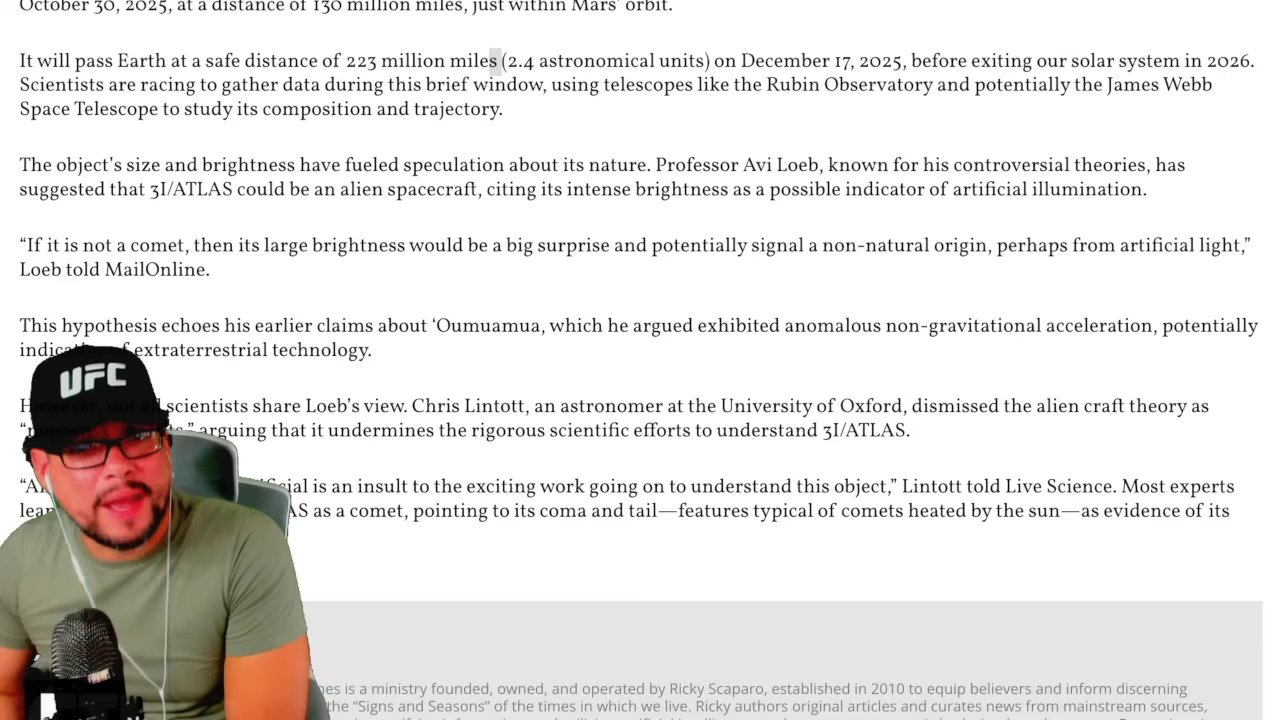 October 30, 2025, at a distance of 130 million miles, just within Mars’ orbit.
It will pass Earth at a safe distance of 223 million miles (2.4 astronomical units) on December 17, 2025, before exiting our solar system in 2026.
Scientists are racing to gather data during this brief window, using telescopes like the Rubin Observatory and potentially the James Webb
Space Telescope to study its composition and trajectory.
The object’s size and brightness have fueled speculation about its nature. Professor Avi Loeb, known for his controversial theories, has
suggested that 3I/ATLAS could be an alien spacecraft, citing its intense brightness as a possible indicator of artificial illumination.
“If it is not a comet, then its large brightness would be a big surprise and potentially signal a non-natural origin, perhaps from artificial light,”
Loeb told MailOnline.
This hypothesis echoes his earlier claims about ‘Oumuamua, which he argued exhibited anomalous non-gravitational acceleration, potentially
of extraterrestrial technology.
However, not all scientists share Loeb’s view. Chris Lintott, an astronomer at the University of Oxford, dismissed the alien craft theory as
arguing that it undermines the rigorous scientific efforts to understand 3I/ATLAS.
is an insult to the exciting work going on to understand this object,” Lintott told Live Science. Most experts
as a comet, pointing to its coma and tail—features typical of comets heated by the sun—as evidence of its
UFC
is a ministry founded, owned, and operated by Ricky Scaparo, established in 2010 to equip believers and inform discerning
the “Signs and Seasons” of the times in which we live. Ricky authors original articles and curates news from mainstream sources,